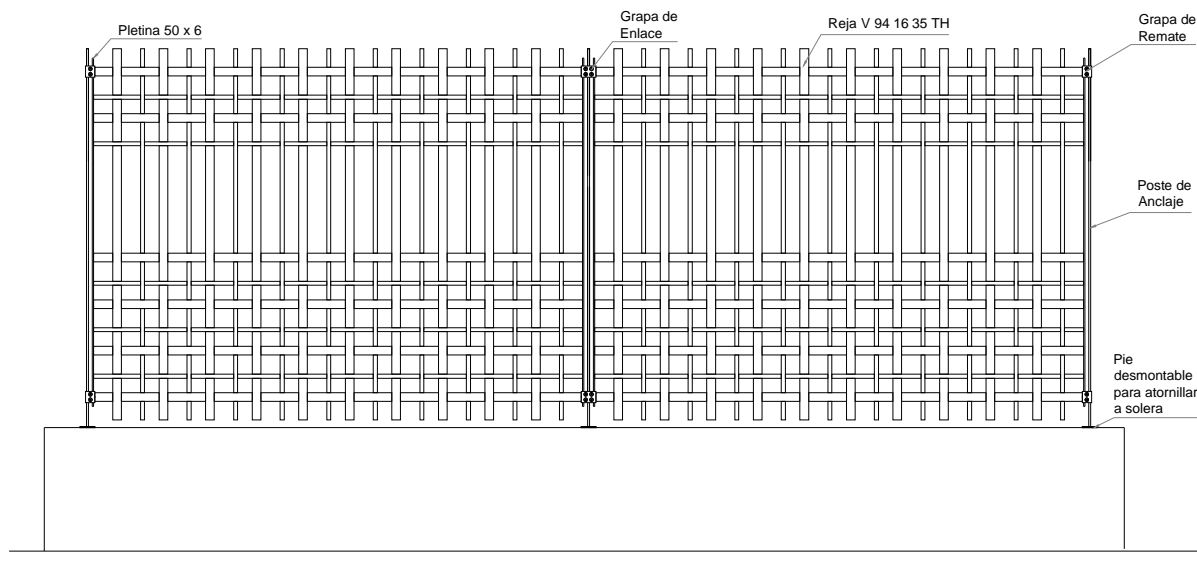 Pletina 50 x 6
Grapa de
Enlace
Reja V 94 16 35 TH
Grapa de
Remate
Poste de
Anclaje
Pie
desmontable
para atornillar
a solera